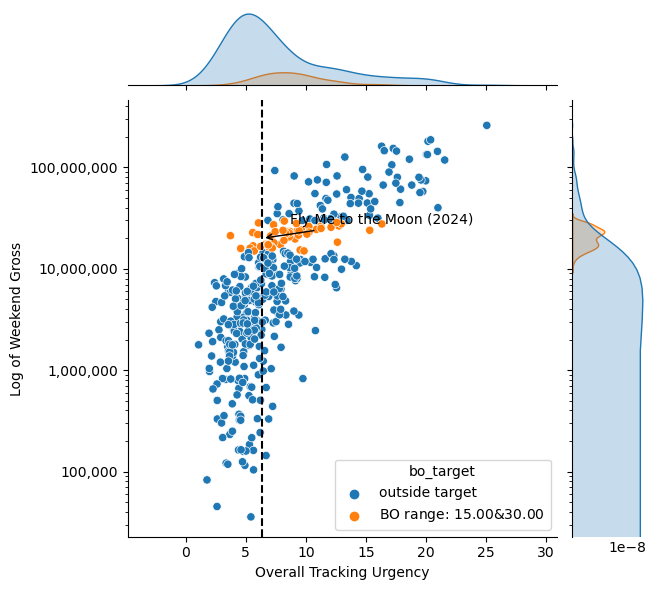 100,000,000
10,000,000
1,000,000
100,000
Log of Weekend Gross
Fly Me to the Moon (2024)
bo_target
outside target
BO range: 15.00&30.00
0
5
10
15
20
25
30
Overall Tracking Urgency
1e−8